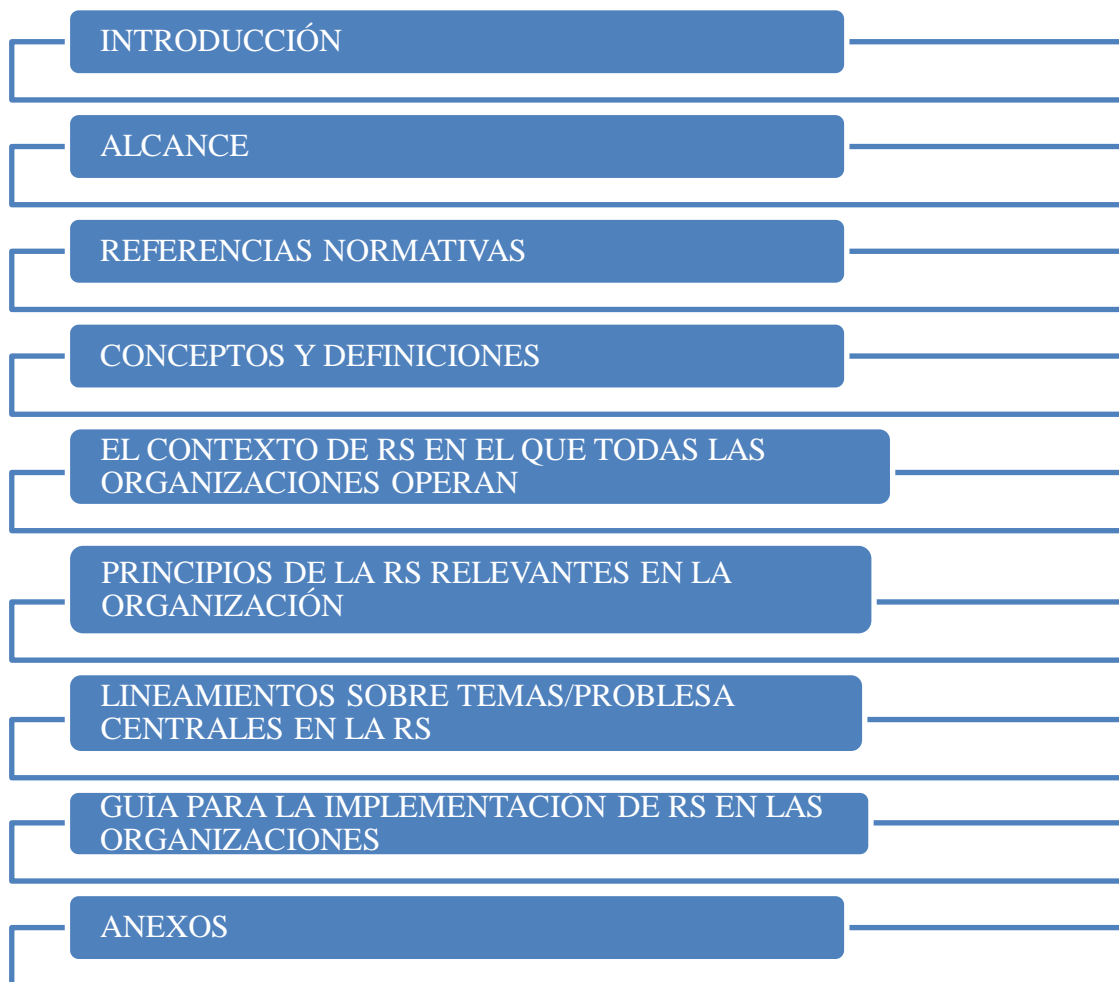 INTRODUCCIÓN
ALCANCE
REFERENCIAS NORMATIVAS
CONCEPTOS Y DEFINICIONES
EL CONTEXTO DE RS EN EL QUE TODAS LAS
ORGANIZACIONES OPERAN
PRINCIPIOS DE LA RS RELEVANTES EN LA
ORGANIZACIÓN
LINEAMIENTOS SOBRE TEMAS/PROBLESA
CENTRALES EN LA RS
GUÍA PARA LA IMPLEMENTACIÓN DE RS EN LAS
ORGANIZACIONES
ANEXOS